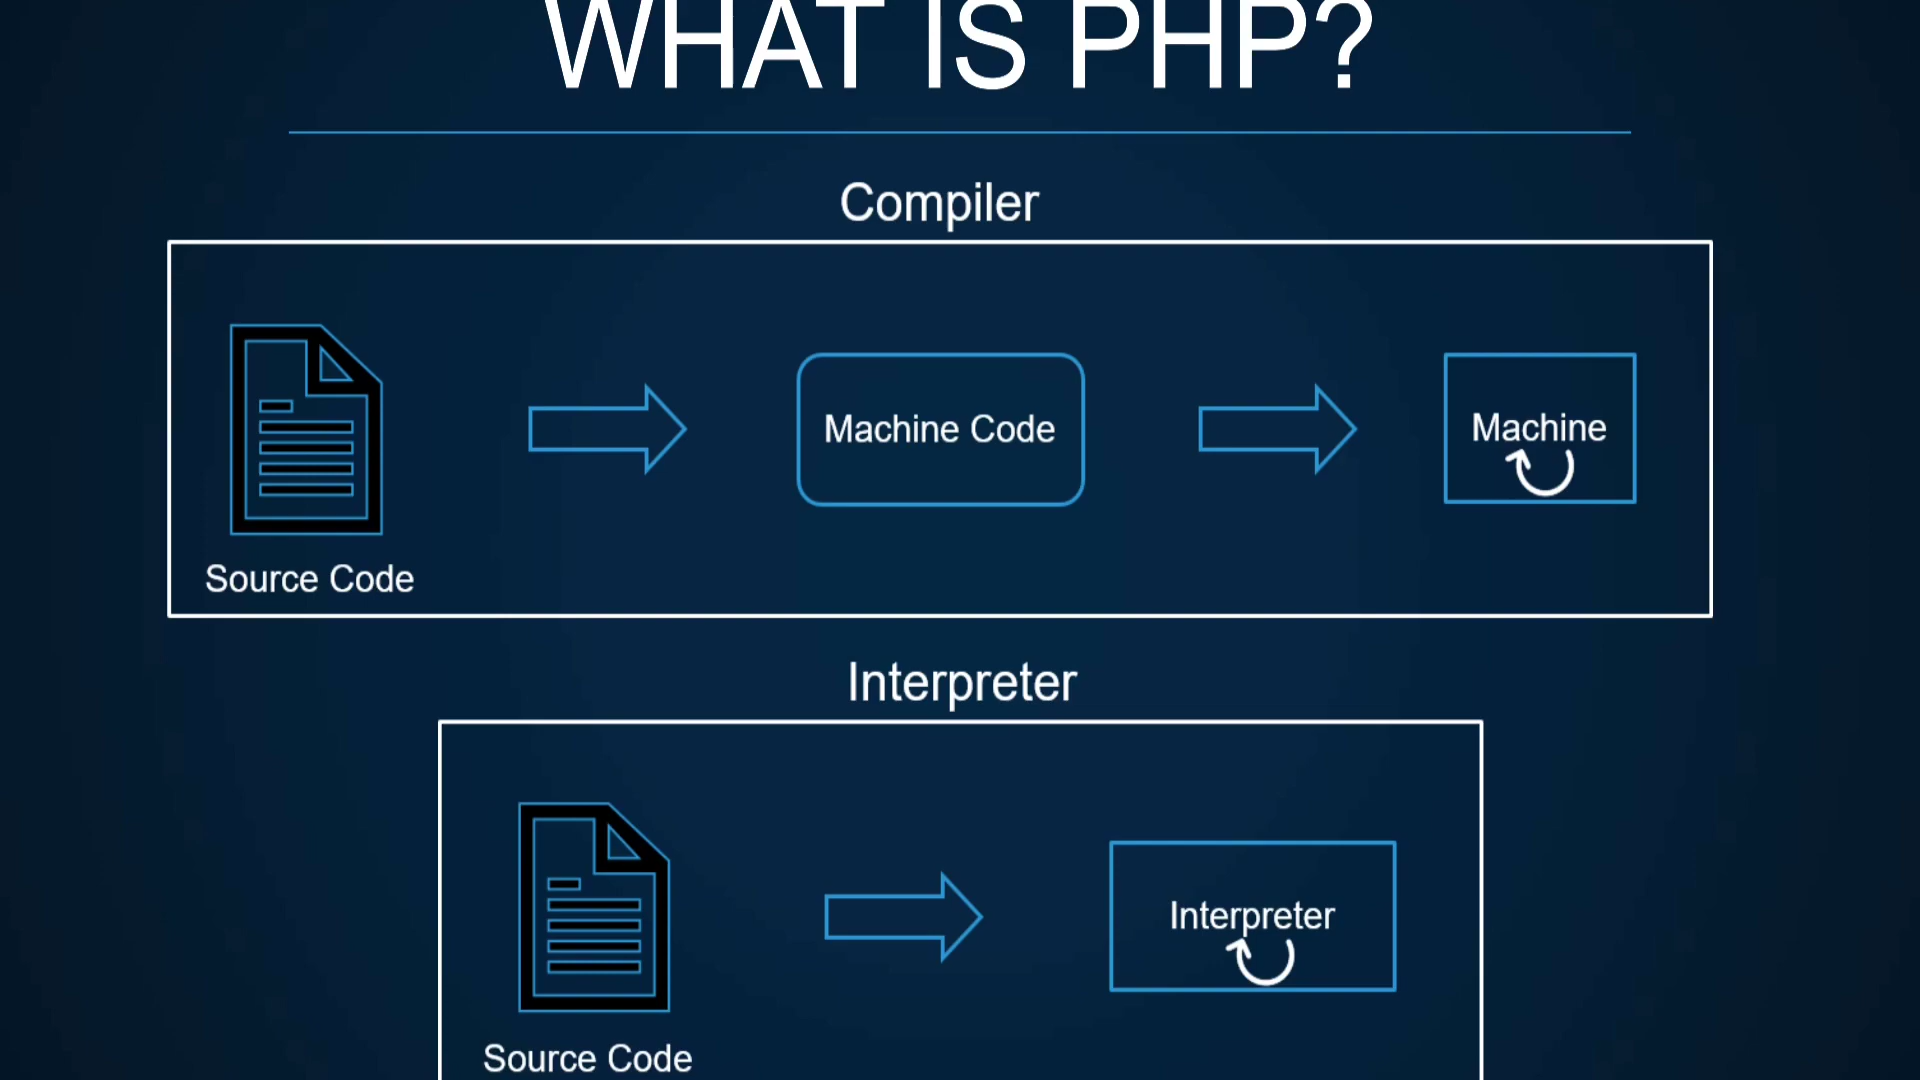 WHAT IS PHP?
Compiler
Machine Code
Machine
Source Code
Interpreter
Interpreter
Source Code